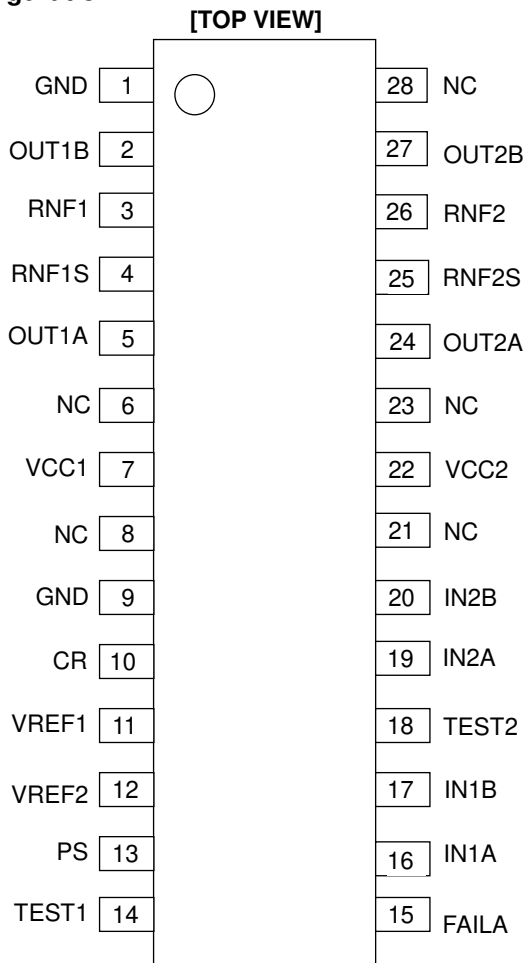 [TOP VIEW]
GND 1 28 NC
OUT1B 2 27 OUT2B
RNF1 3 26 RNF2
RNF1S 4 25 RNF2S
OUT1A 5 24 OUT2A
NC 6 23 NC
VCC1 7 22 VCC2
NC 8 21 NC
GND 9 20 IN2B
CR 10 19 IN2A
VREF1 11 18 TEST2
VREF2 12 17 IN1B
PS 13 16 IN1A
TEST1 14 15 FAILA